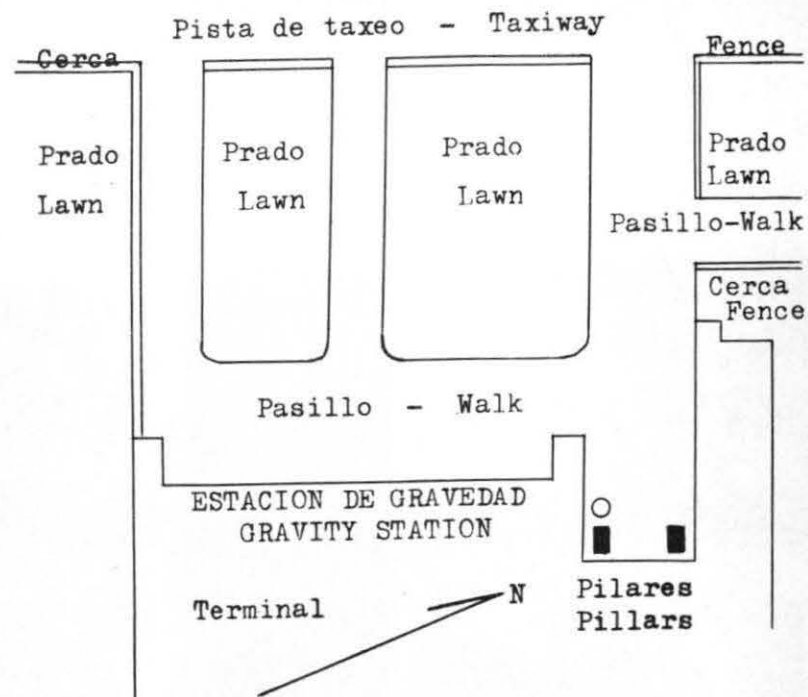 Pista de taxeo - Taxiway
Cerca
Fence
Prado
Lawn
Prado
Lawn
Prado
Lawn
Prado
Lawn
Pasillo-Walk
Cerca
Fence
Pasillo - Walk
ESTACION DE GRAVEDAD
GRAVITY STATION
Terminal
N
Pilares
Pillars